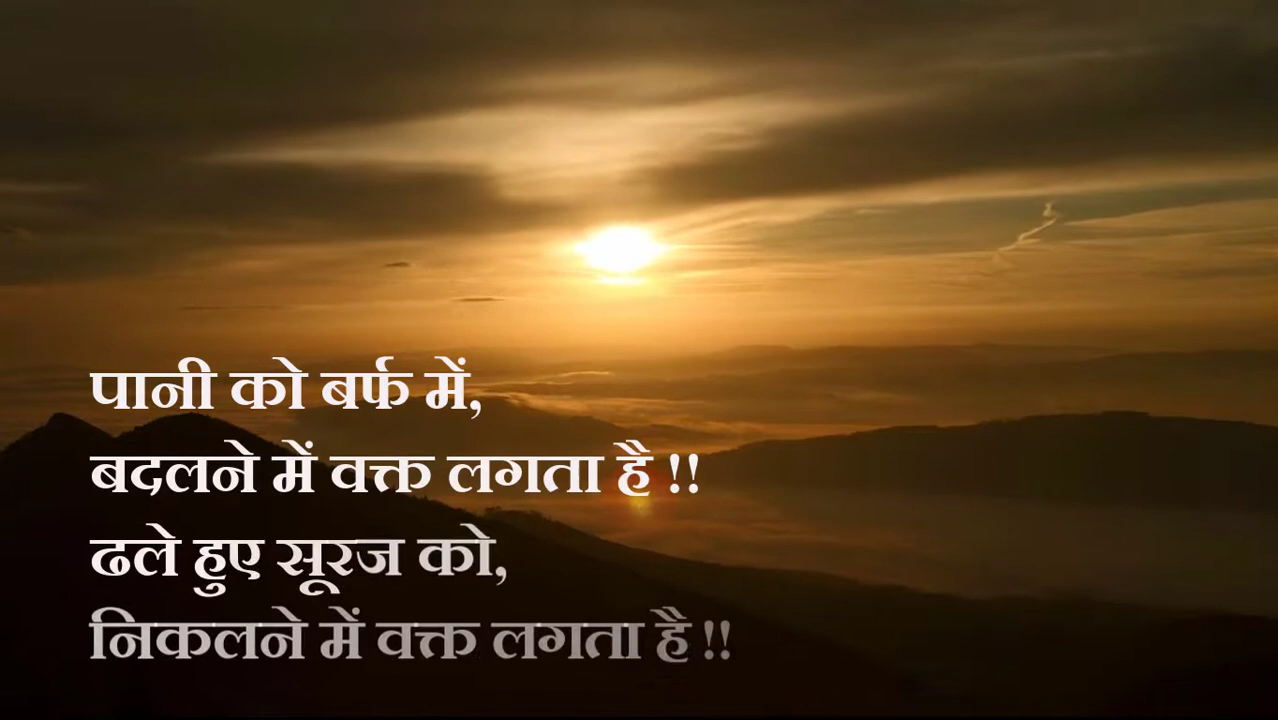 पानी को बर्फ में,
बदलने में वक्त लगता है !!
ढले हुए सूरज को,
निकलने में वक्त लगता है !!